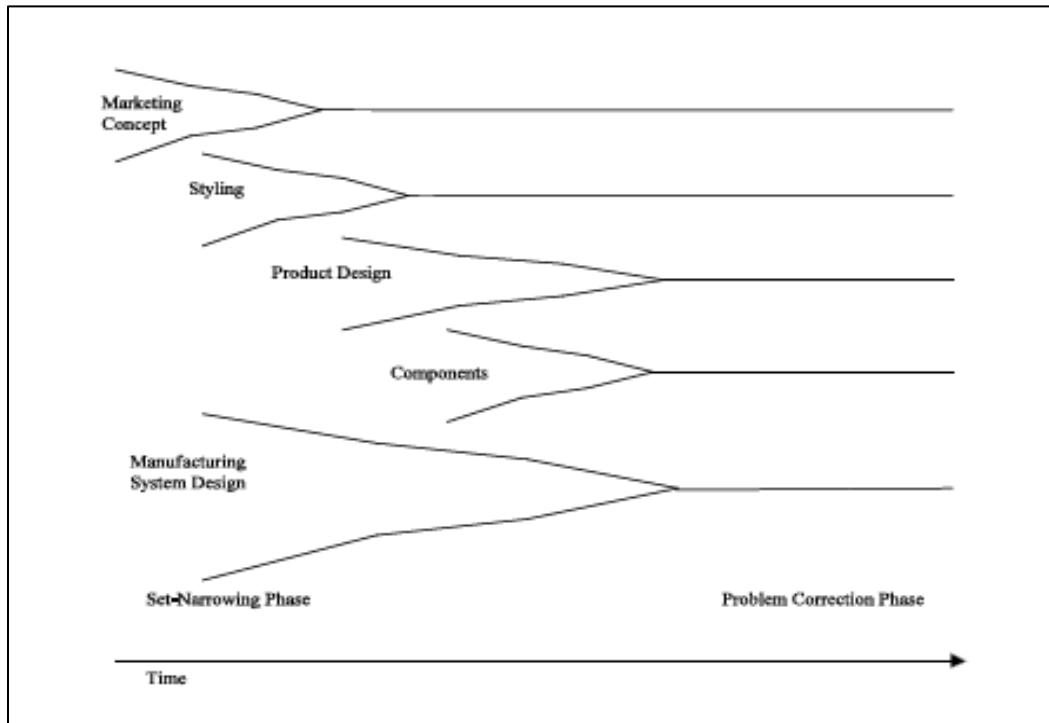 Marketing
Concept
Styling
Product Design
Components
Manufacturing
System Design
Set-Narrowing Phase
Problem Correction Phase
Time